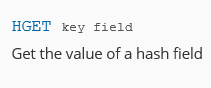 HGET key field
Get the value of a hash field